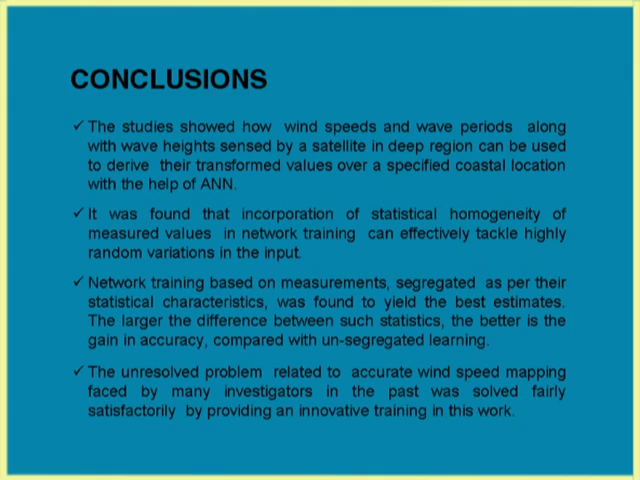 CONCLUSIONS
✓ The studies showed how wind speeds and wave periods along
with wave heights sensed by a satellite in deep region can be used
to derive their transformed values over a specified coastal location
with the help of ANN.
✓ It was found that incorporation of statistical homogeneity of
measured values in network training can effectively tackle highly
random variations in the input.
✓ Network training based on measurements, segregated as per their
statistical characteristics, was found to yield the best estimates.
The larger the difference between such statistics, the better is the
gain in accuracy, compared with un-segregated learning.
✓ The unresolved problem related to accurate wind speed mapping
faced by many investigators in the past was solved fairly
satisfactorily by providing an innovative training in this work.